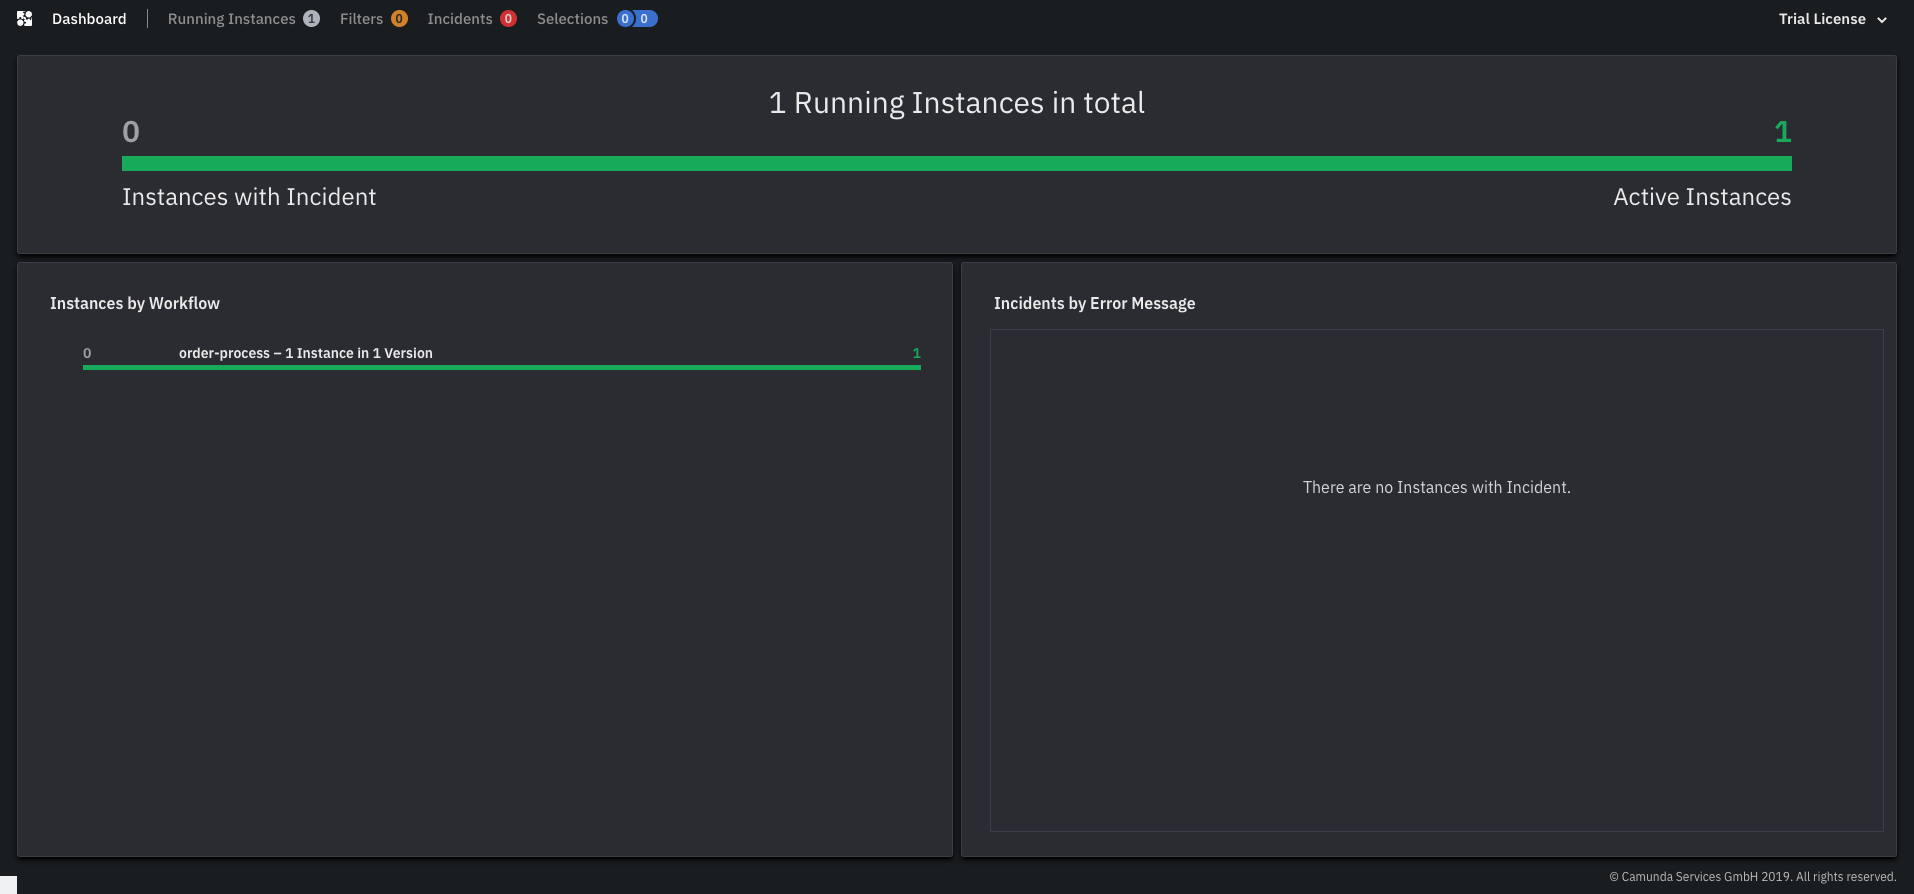 Dashboard Running Instances 1 Filters 0 Incidents 0 Selections 0 0 Trial License
1 Running Instances in total
0 1
Instances with Incident Active Instances
Instances by Workflow
0 order-process – 1 Instance in 1 Version 1
Incidents by Error Message
There are no Instances with Incident.
© Camunda Services GmbH 2019. All rights reserved.